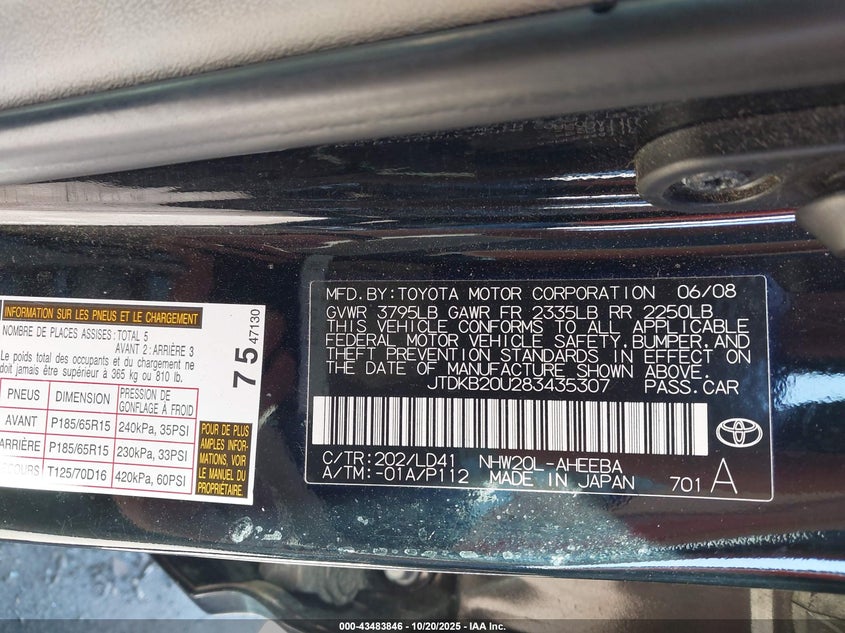 INFORMATION SUR LES PNEUS ET LE CHARGEMENT
NOMBRE DE PLACES ASSISES: TOTAL 5
AVANT 2: ARRIÈRE 3
Le poids total des occupants et du chargement ne
doit jamais être supérieur à 365 kg ou 810 lb.
PNEUS DIMENSION PRESSION DE GONFLAGE À FROID
AVANT P185/65R15 240kPa, 35PSI
ARRIÈRE P185/65R15 230kPa, 33PSI
SECOURS T125/70D16 420kPa, 60PSI
POUR PLUS
AMPLES
INFOR-
MATIONS,
VOIR LE
MANUEL DU
PROPRIÉTAIRE.
75 47130
MFD.BY:TOYOTA MOTOR CORPORATION 06/08
GVWR 3795LB GAWR FR 2335LB RR 2250LB
THIS VEHICLE CONFORMS TO ALL APPLICABLE
FEDERAL MOTOR VEHICLE SAFETY,BUMPER,AND
THEFT PREVENTION STANDARDS IN EFFECT ON
THE DATE OF MANUFACTURE SHOWN ABOVE.
JTDKB20U283435307 PASS.CAR
C/TR:202/LD41 NHW20L-AHEEBA
A/TM:-01A/P112 MADE IN JAPAN 701 A
000-43483846 - 10/20/2025 - IAA Inc.